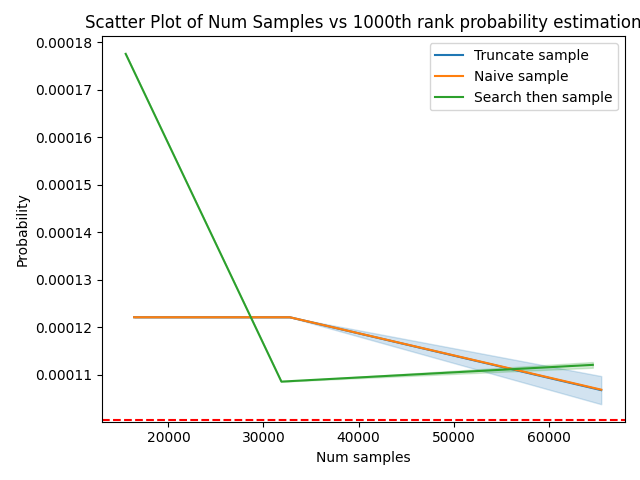 Scatter Plot of Num Samples vs 1000th rank probability estimation
Truncate sample
Naive sample
Search then sample
Probability
0.00018
0.00017
0.00016
0.00015
0.00014
0.00013
0.00012
0.00011
20000 30000 40000 50000 60000
Num samples